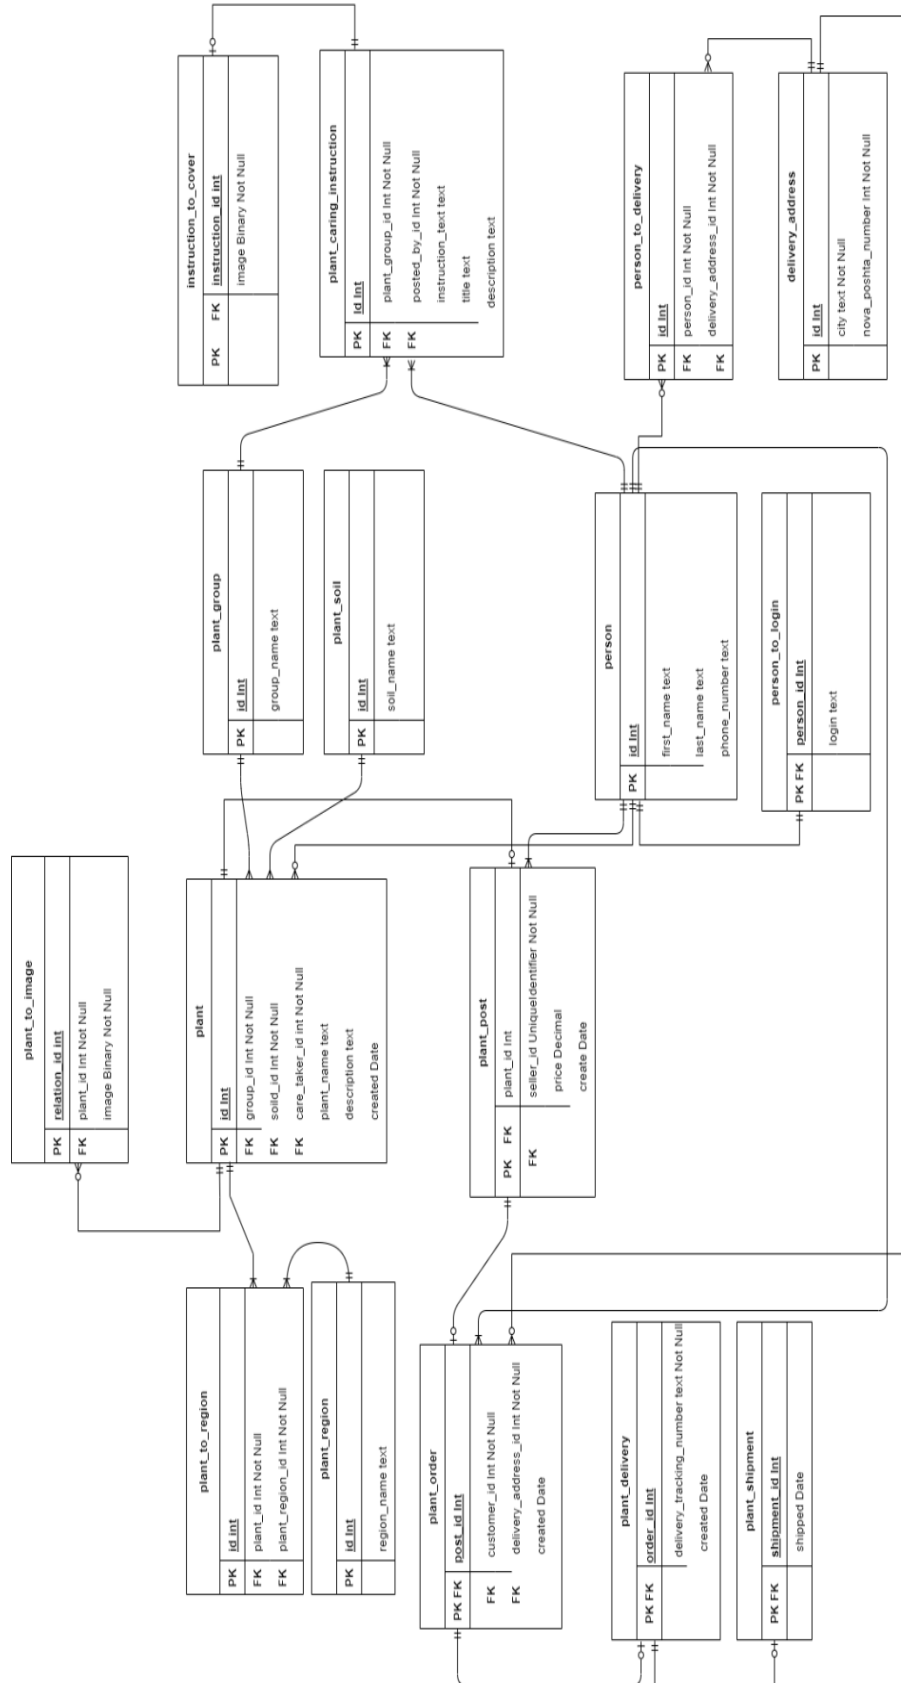 instruction_to_cover
PK FK instruction_id int
image Binary Not Null
plant_caring_instruction
PK id Int
FK plant_group_id Int Not Null
FK posted_by_id Int Not Null
instruction_text text
title text
description text
person_to_delivery
PK id Int
FK person_id Int Not Null
FK delivery_address_id Int Not Null
delivery_address
PK id Int
city text Not Null
nova_poshta_number Int Not Null
plant_group
PK id Int
group_name text
plant_soil
PK id Int
soil_name text
person
PK id Int
first_name text
last_name text
phone_number text
person_to_login
PK FK person_id Int
login text
plant_to_image
PK relation_id int
FK plant_id Int Not Null
image Binary Not Null
plant
PK id Int
FK group_id Int Not Null
FK soild_id Int Not Null
FK care_taker_id int Not Null
plant_name text
description text
created Date
plant_post
PK FK plant_id Int
FK seller_id UniqueIdentifier Not Null
price Decimal
create Date
plant_to_region
PK id int
FK plant_id Int Not Null
FK plant_region_id Int Not Null
plant_region
PK id Int
region_name text
plant_order
PK FK post_id Int
FK customer_id Int Not Null
FK delivery_address_id Int Not Null
created Date
plant_delivery
PK FK order_id Int
delivery_tracking_number text Not Null
created Date
plant_shipment
PK FK shipment_id Int
shipped Date